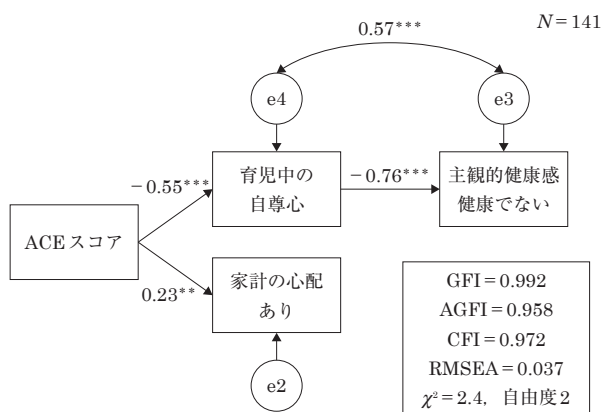 0.57***
N=141
e4
e3
育児中の
自尊心
-0.55***
-0.76***
主観的健康感
健康でない
ACEスコア
0.23**
家計の心配
あり
e2
GFI=0.992
AGFI=0.958
CFI=0.972
RMSEA=0.037
χ²=2.4, 自由度2